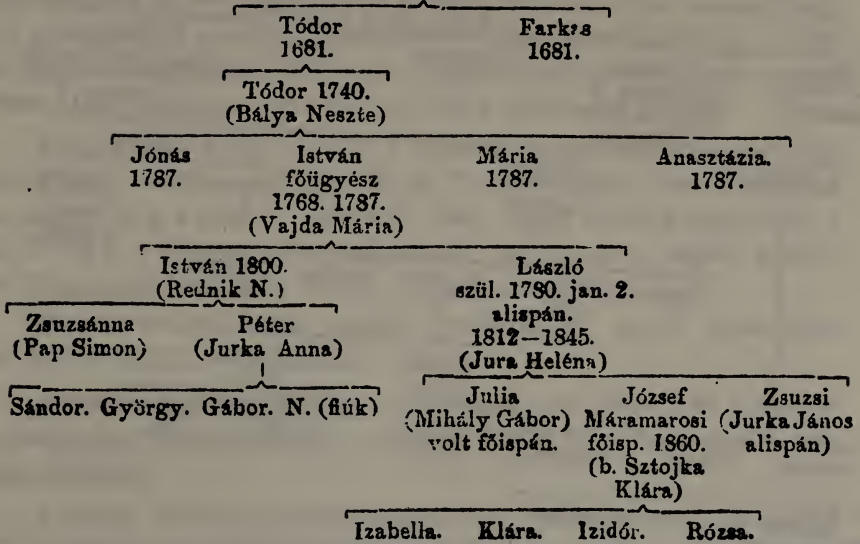 Tódor Farkas
1681. 1681.
Tódor 1740.
(Bálya Neszte)
Jónás István Mária Anasztázia.
1787. főügyész 1787. 1787.
1768. 1787.
(Vajda Mária)
István 1800. László
(Rednik N.) szül. 1780. jan. 2.
alispán.
Zsuzsánna Péter 1812—1845.
(Pap Simon) (Jurka Anna) (Jura Heléna)
Sándor. György. Gábor. N. (fiúk) Julia József Zsuzsi
(Mihály Gábor) Máramarosi (Jurka János
volt főispán. főisp. 1860. alispán)
(b. Sztojka
Klára)
Izabella. Klára. Izidór. Rózsa.